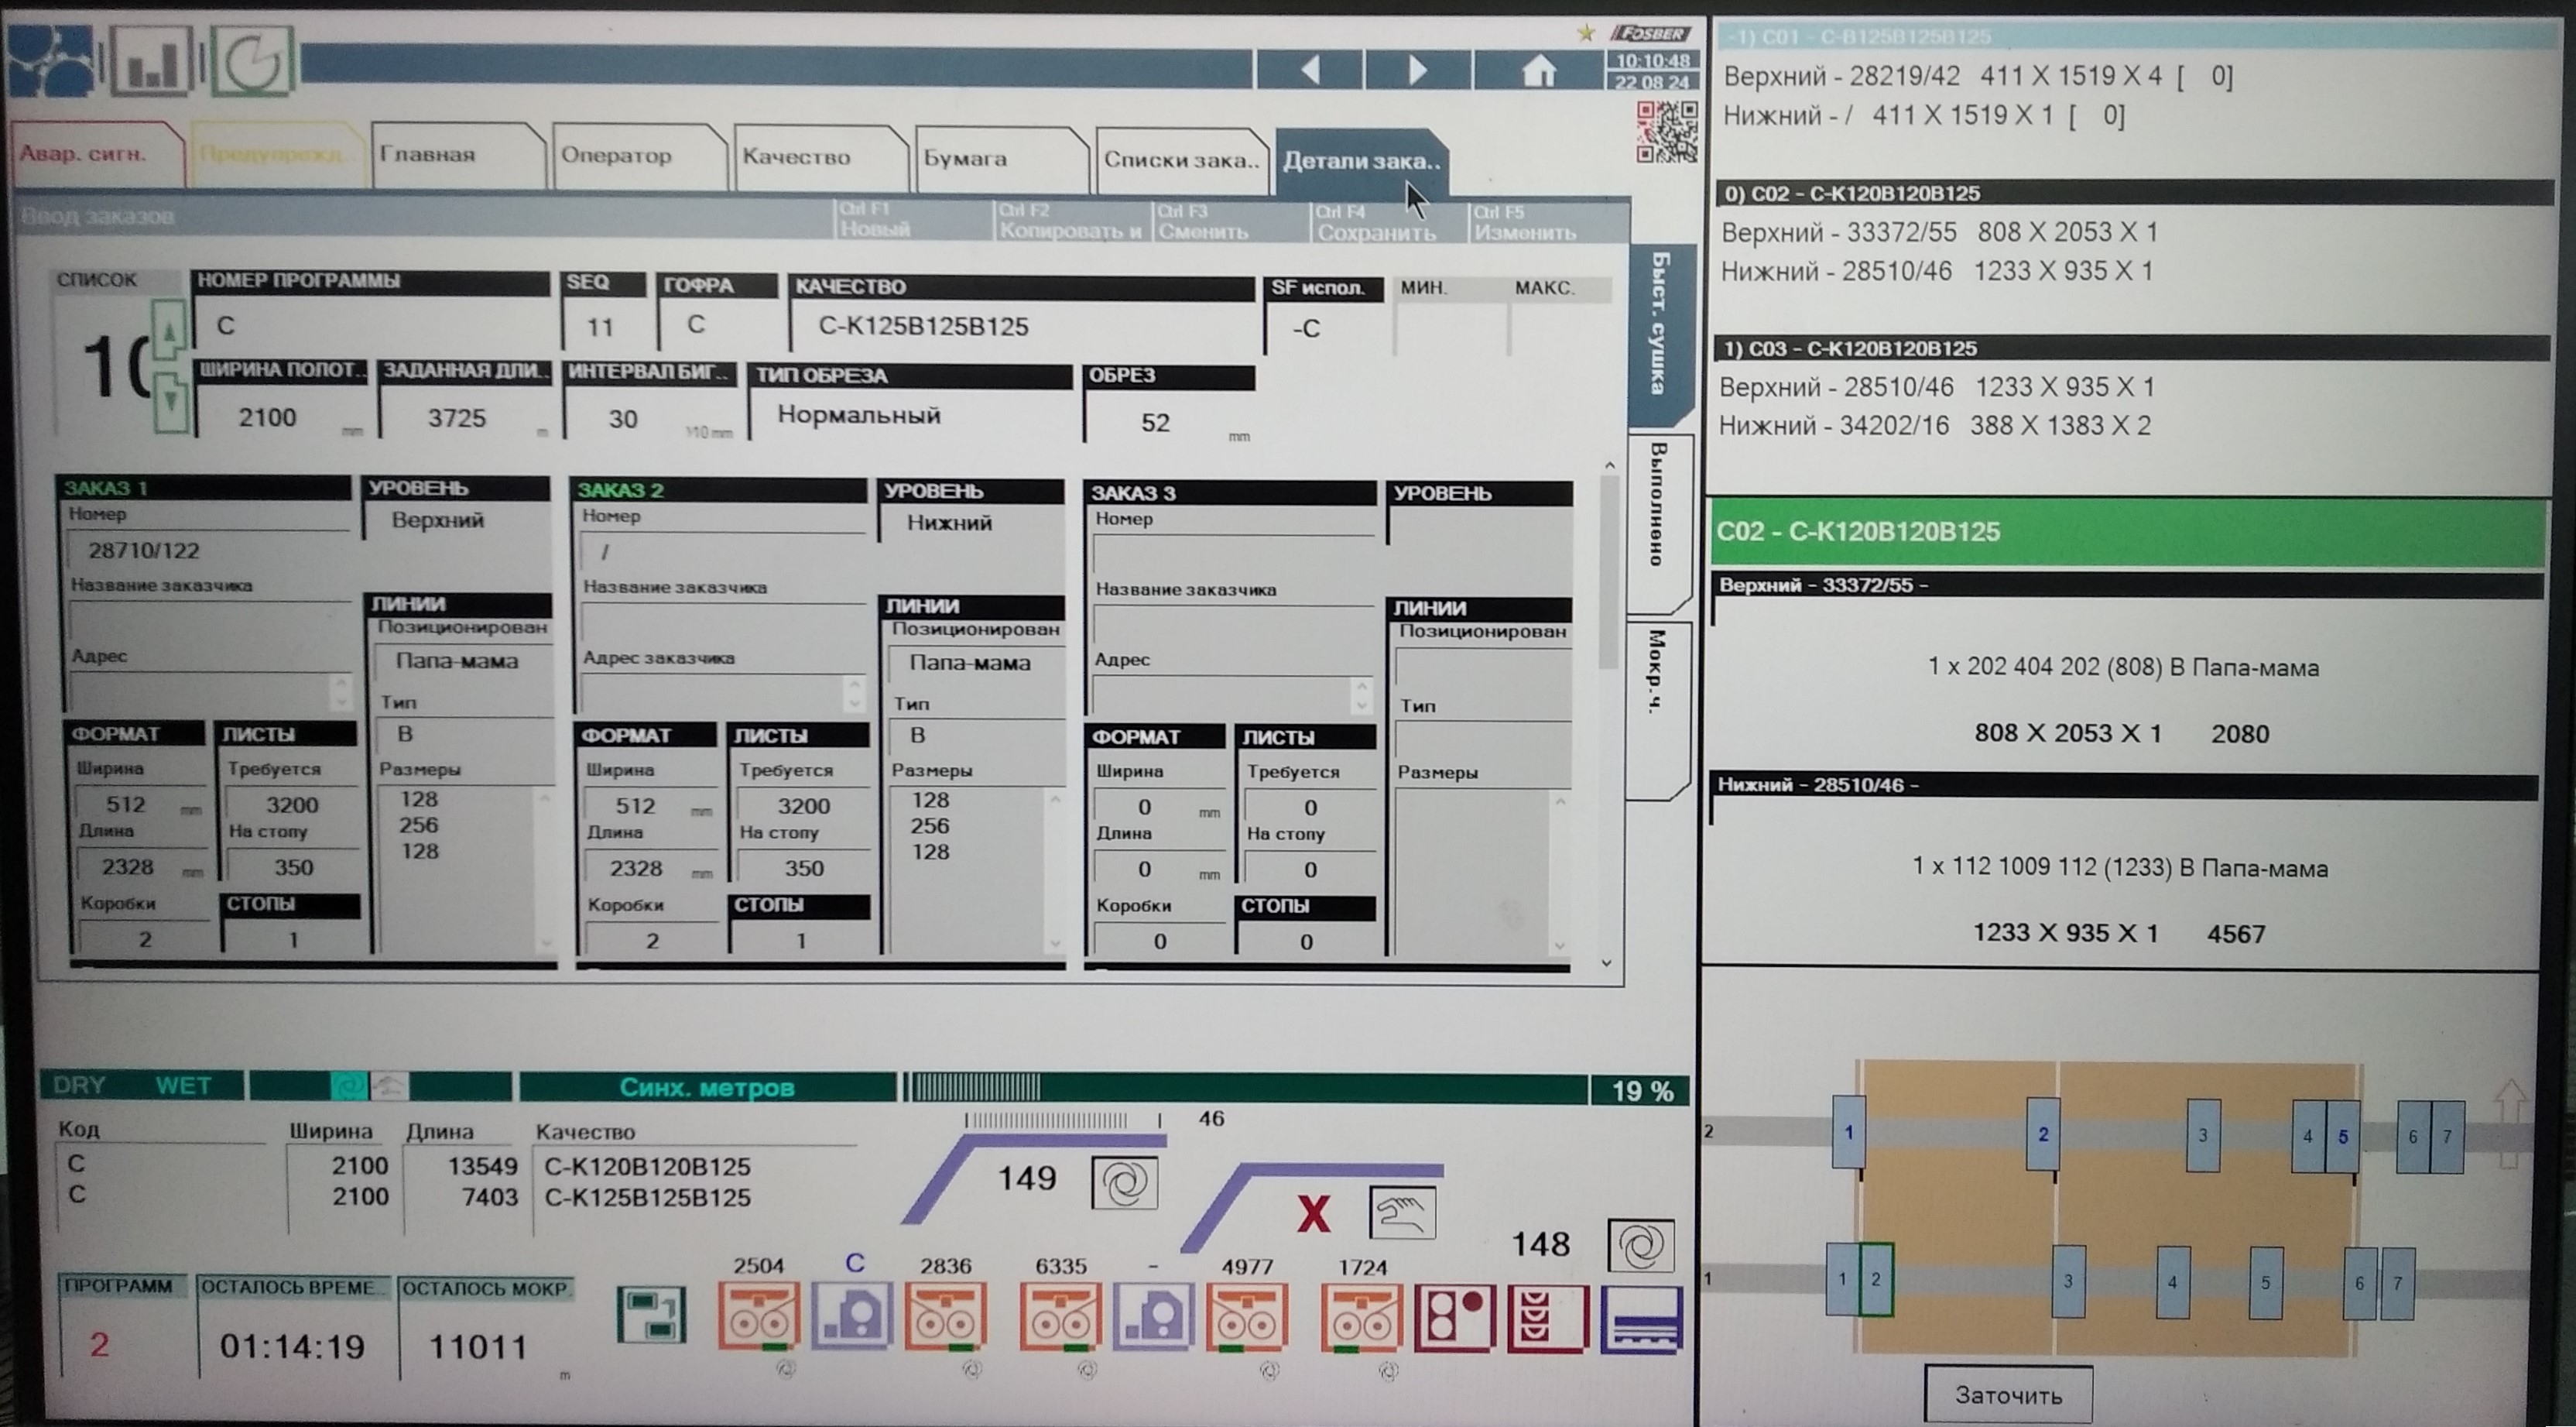 FOSBER
10:10:48
22 08 24
Авар. сигн.
Предупрежд..
Главная
Оператор
Качество
Бумага
Списки зака..
Детали зака..
Ввод заказов
Ctrl F1
Новый
Ctrl F2
Копировать и
Ctrl F3
Сменить
Ctrl F4
Сохранить
Ctrl F5
Изменить
СПИСОК
НОМЕР ПРОГРАММЫ
SEQ
ГОФРА
КАЧЕСТВО
SF испол.
МИН.
МАКС.
C
11
C
C-K125B125B125
-C
ШИРИНА ПОЛОТ..
ЗАДАННАЯ ДЛИ..
ИНТЕРВАЛ БИГ..
ТИП ОБРЕЗА
ОБРЕЗ
2100 mm
3725 m
30 1/10 mm
Нормальный
52 mm
Быст. сушка
Выполнено
Мокр.ч.
ЗАКАЗ 1
УРОВЕНЬ
Номер
Верхний
28710/122
Название заказчика
ЛИНИИ
Позиционирован
Адрес
Папа-мама
Тип
ФОРМАТ
ЛИСТЫ
B
Ширина
Требуется
Размеры
512 mm
3200
128
Длина
На стопу
256
128
2328 mm
350
Коробки
СТОПЫ
2
1
ЗАКАЗ 2
УРОВЕНЬ
Номер
Нижний
/
Название заказчика
ЛИНИИ
Позиционирован
Адрес заказчика
Папа-мама
Тип
ФОРМАТ
ЛИСТЫ
B
Ширина
Требуется
Размеры
512 mm
3200
128
Длина
На стопу
256
128
2328 mm
350
Коробки
СТОПЫ
2
1
ЗАКАЗ 3
УРОВЕНЬ
Номер
Название заказчика
ЛИНИИ
Позиционирован
Адрес
Тип
ФОРМАТ
ЛИСТЫ
Ширина
Требуется
Размеры
0 mm
0
Длина
На стопу
0 mm
0
Коробки
СТОПЫ
0
0
DRY WET
Синх. метров
19 %
Код
Ширина
Длина
Качество
C 2100 13549 C-K120B120B125
C 2100 7403 C-K125B125B125
46
149
X
148
ПРОГРАММ
ОСТАЛОСЬ ВРЕМЕ..
ОСТАЛОСЬ МОКР.
2
01:14:19
11011 m
2504
C
2836
6335
-
4977
1724
-1) C01 - C-B125B125B125
Верхний - 28219/42 411 X 1519 X 4 [ 0]
Нижний - / 411 X 1519 X 1 [ 0]
0) C02 - C-K120B120B125
Верхний - 33372/55 808 X 2053 X 1
Нижний - 28510/46 1233 X 935 X 1
1) C03 - C-K120B120B125
Верхний - 28510/46 1233 X 935 X 1
Нижний - 34202/16 388 X 1383 X 2
C02 - C-K120B120B125
Верхний - 33372/55 -
1 x 202 404 202 (808) B Папа-мама
808 X 2053 X 1 2080
Нижний - 28510/46 -
1 x 112 1009 112 (1233) B Папа-мама
1233 X 935 X 1 4567
2 1 2 3 4 5 6 7
1 1 2 3 4 5 6 7
Заточить